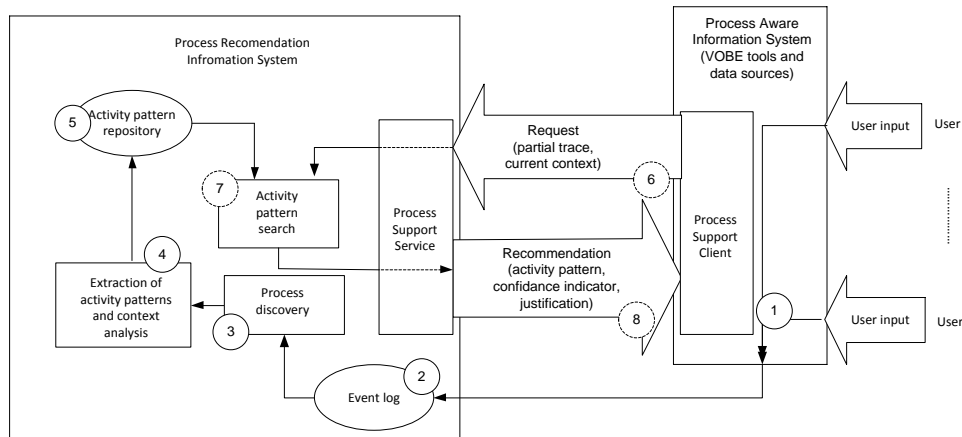 Process Recomendation
Infromation System
Process Aware
Information System
(VOBE tools and
data sources)
5
Activity pattern
repository
Request
(partial trace,
current context)
User input
User
7
Activity
pattern
search
6
Process
Support
Service
Process
Support
Client
4
Extraction of
activity patterns
and context
analysis
Process
discovery
3
Recommendation
(activity pattern,
confidance indicator,
justification)
8
1
User input
User
2
Event log